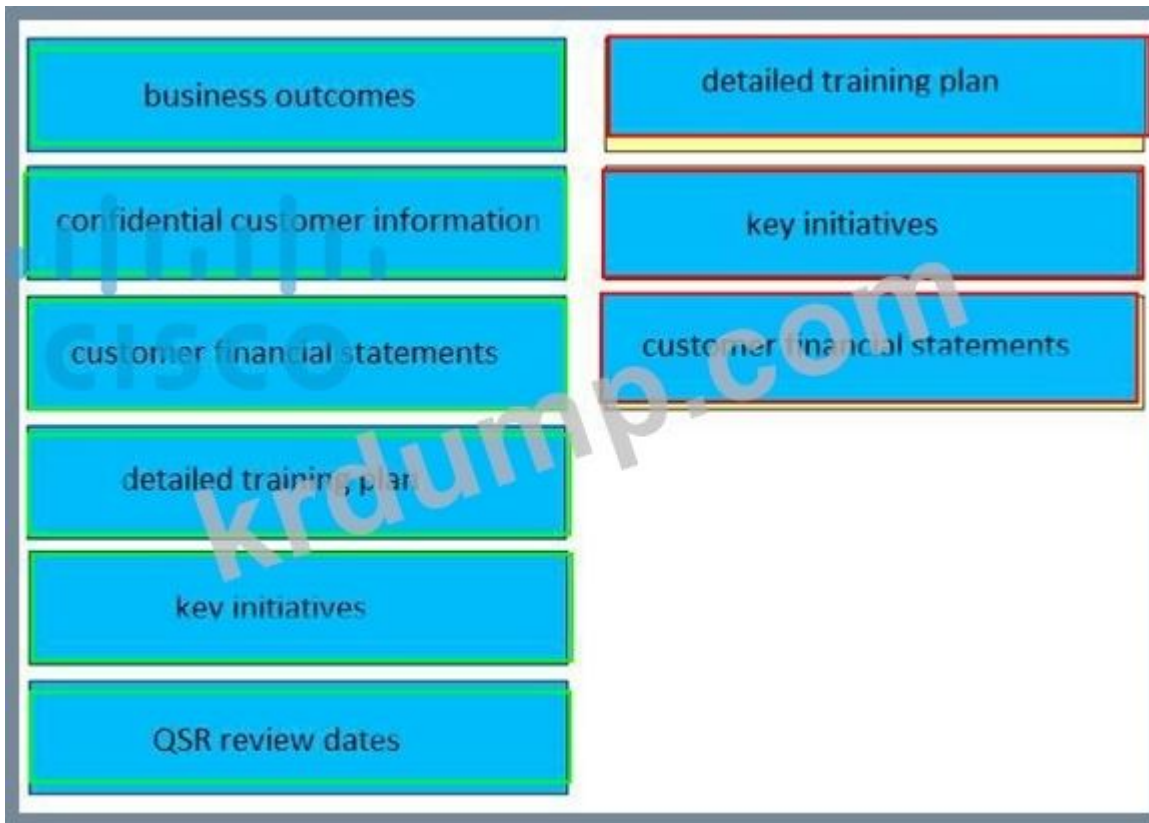 business outcomes
detailed training plan
confidential customer information
key initiatives
CISCO
customer financial statements
customer financial statements
detailed training plan
krdump.com
key initiatives
QSR review dates